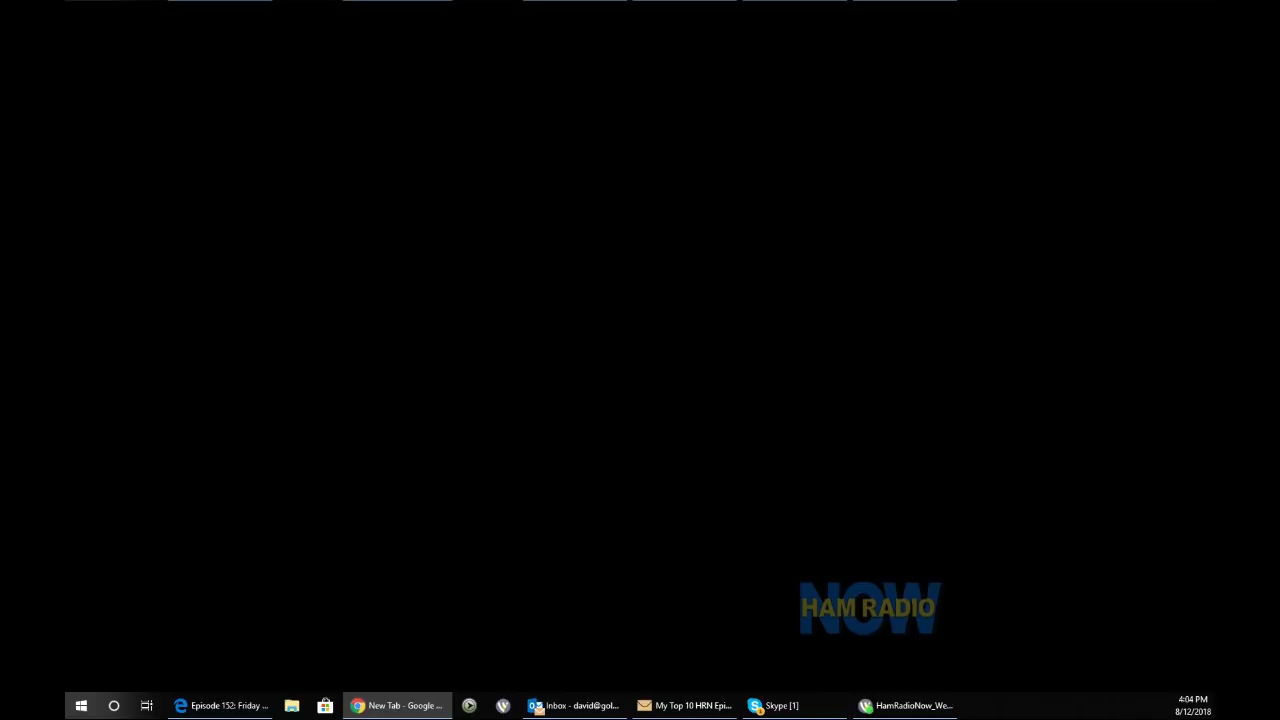 NOW
HAM RADIO
Episode 152: Friday ...
New Tab - Google ...
Inbox - david@gol...
My Top 10 HRN Epi...
Skype [1]
HamRadioNow_We...
4:04 PM
8/12/2018